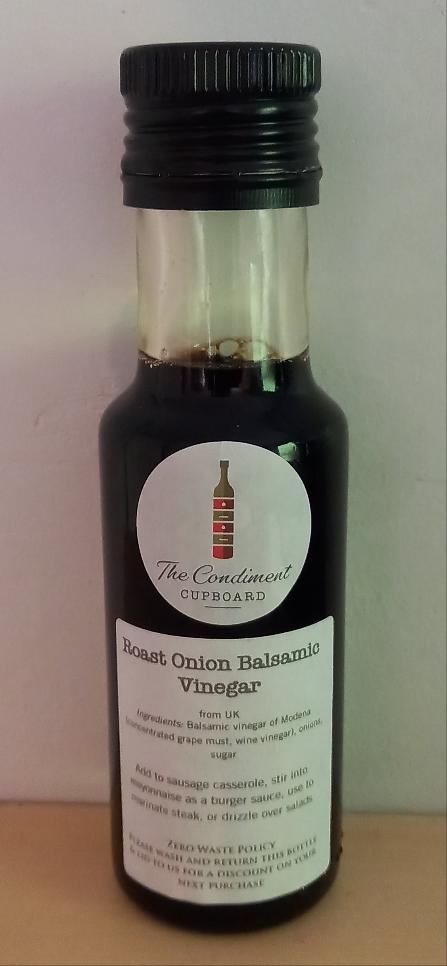 The Condiment
CUPBOARD
Roast Onion Balsamic
Vinegar
from UK
Ingredients: Balsamic vinegar of Modena
(concentrated grape must, wine vinegar), onions,
sugar
Add to sausage casserole, stir into
mayonnaise as a burger sauce, use to
marinate steak, or drizzle over salads
ZERO WASTE POLICY
PLEASE WASH AND RETURN THIS BOTTLE
& LID TO US FOR A DISCOUNT ON YOUR
NEXT PURCHASE